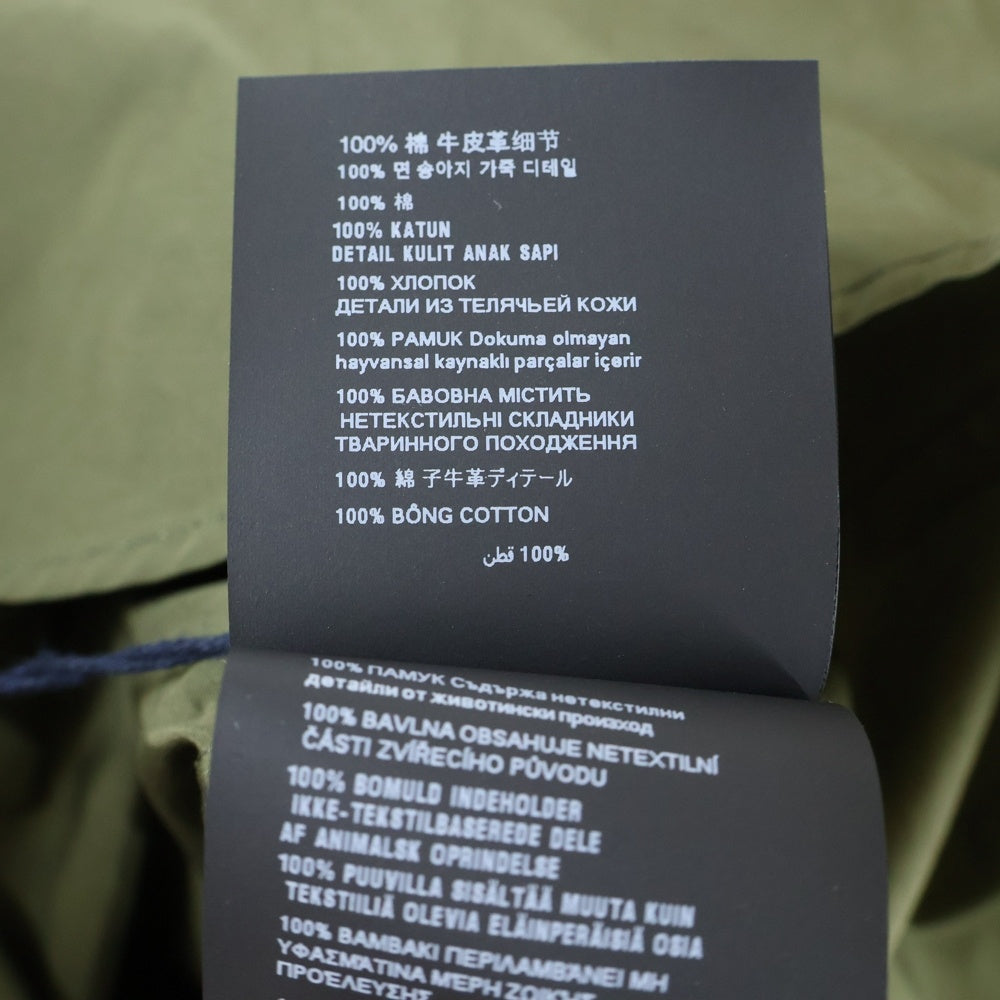 100% 棉 牛皮革细节
100% 면 송아지 가죽 디테일
100% 棉
100% KATUN
DETAIL KULIT ANAK SAPI
100% ХЛОПОК
ДЕТАЛИ ИЗ ТЕЛЯЧЬЕЙ КОЖИ
100% PAMUK Dokuma olmayan
hayvansal kaynaklı parçalar içerir
100% БАВОВНА МІСТИТЬ
НЕТЕКСТИЛЬНІ СКЛАДНИКИ
ТВАРИННОГО ПОХОДЖЕННЯ
100% 綿 子牛革ディテール
100% BÔNG COTTON
100% قطن
100% ПАМУК Съдържа нетекстилни
детайли от животински произход
100% BAVLNA OBSAHUJE NETEXTILNÍ
ČÁSTI ZVÍŘECÍHO PŮVODU
100% BOMULD INDEHOLDER
IKKE-TEKSTILBASEREDE DELE
AF ANIMALSK OPRINDELSE
100% PUUVILLA SISÄLTÄÄ MUUTA KUIN
TEKSTIILIÄ OLEVIA ELÄINPERÄISIÄ OSIA
100% ΒΑΜΒΑΚΙ ΠΕΡΙΛΑΜΒΆΝΕΙ ΜΗ
ΥΦΑΣΜΆΤΙΝΑ ΜΈΡΗ ΖΩΙΚΉΣ
ΠΡΟΈΛΕΥΣΗΣ